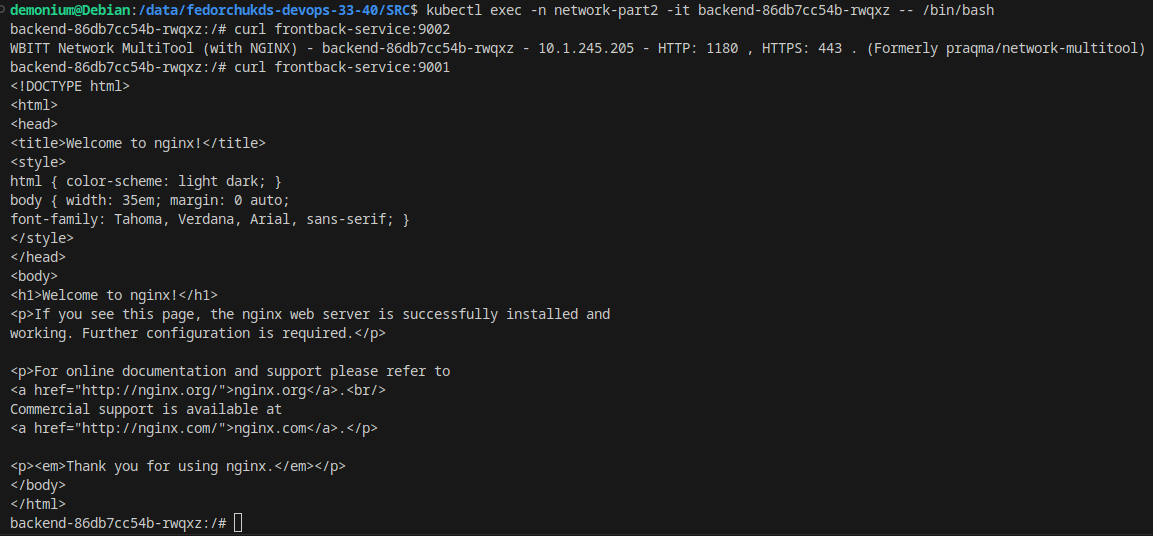 demonium@Debian:/data/fedorchukds-devops-33-40/SRC$ kubectl exec -n network-part2 -it backend-86db7cc54b-rwqxz -- /bin/bash
backend-86db7cc54b-rwqxz:/# curl frontback-service:9002
WBITT Network MultiTool (with NGINX) - backend-86db7cc54b-rwqxz - 10.1.245.205 - HTTP: 1180 , HTTPS: 443 . (Formerly praqma/network-multitool)
backend-86db7cc54b-rwqxz:/# curl frontback-service:9001
<!DOCTYPE html>
<html>
<head>
<title>Welcome to nginx!</title>
<style>
html { color-scheme: light dark; }
body { width: 35em; margin: 0 auto;
font-family: Tahoma, Verdana, Arial, sans-serif; }
</style>
</head>
<body>
<h1>Welcome to nginx!</h1>
<p>If you see this page, the nginx web server is successfully installed and
working. Further configuration is required.</p>

<p>For online documentation and support please refer to
<a href="http://nginx.org/">nginx.org</a>.<br/>
Commercial support is available at
<a href="http://nginx.com/">nginx.com</a>.</p>

<p><em>Thank you for using nginx.</em></p>
</body>
</html>
backend-86db7cc54b-rwqxz:/#